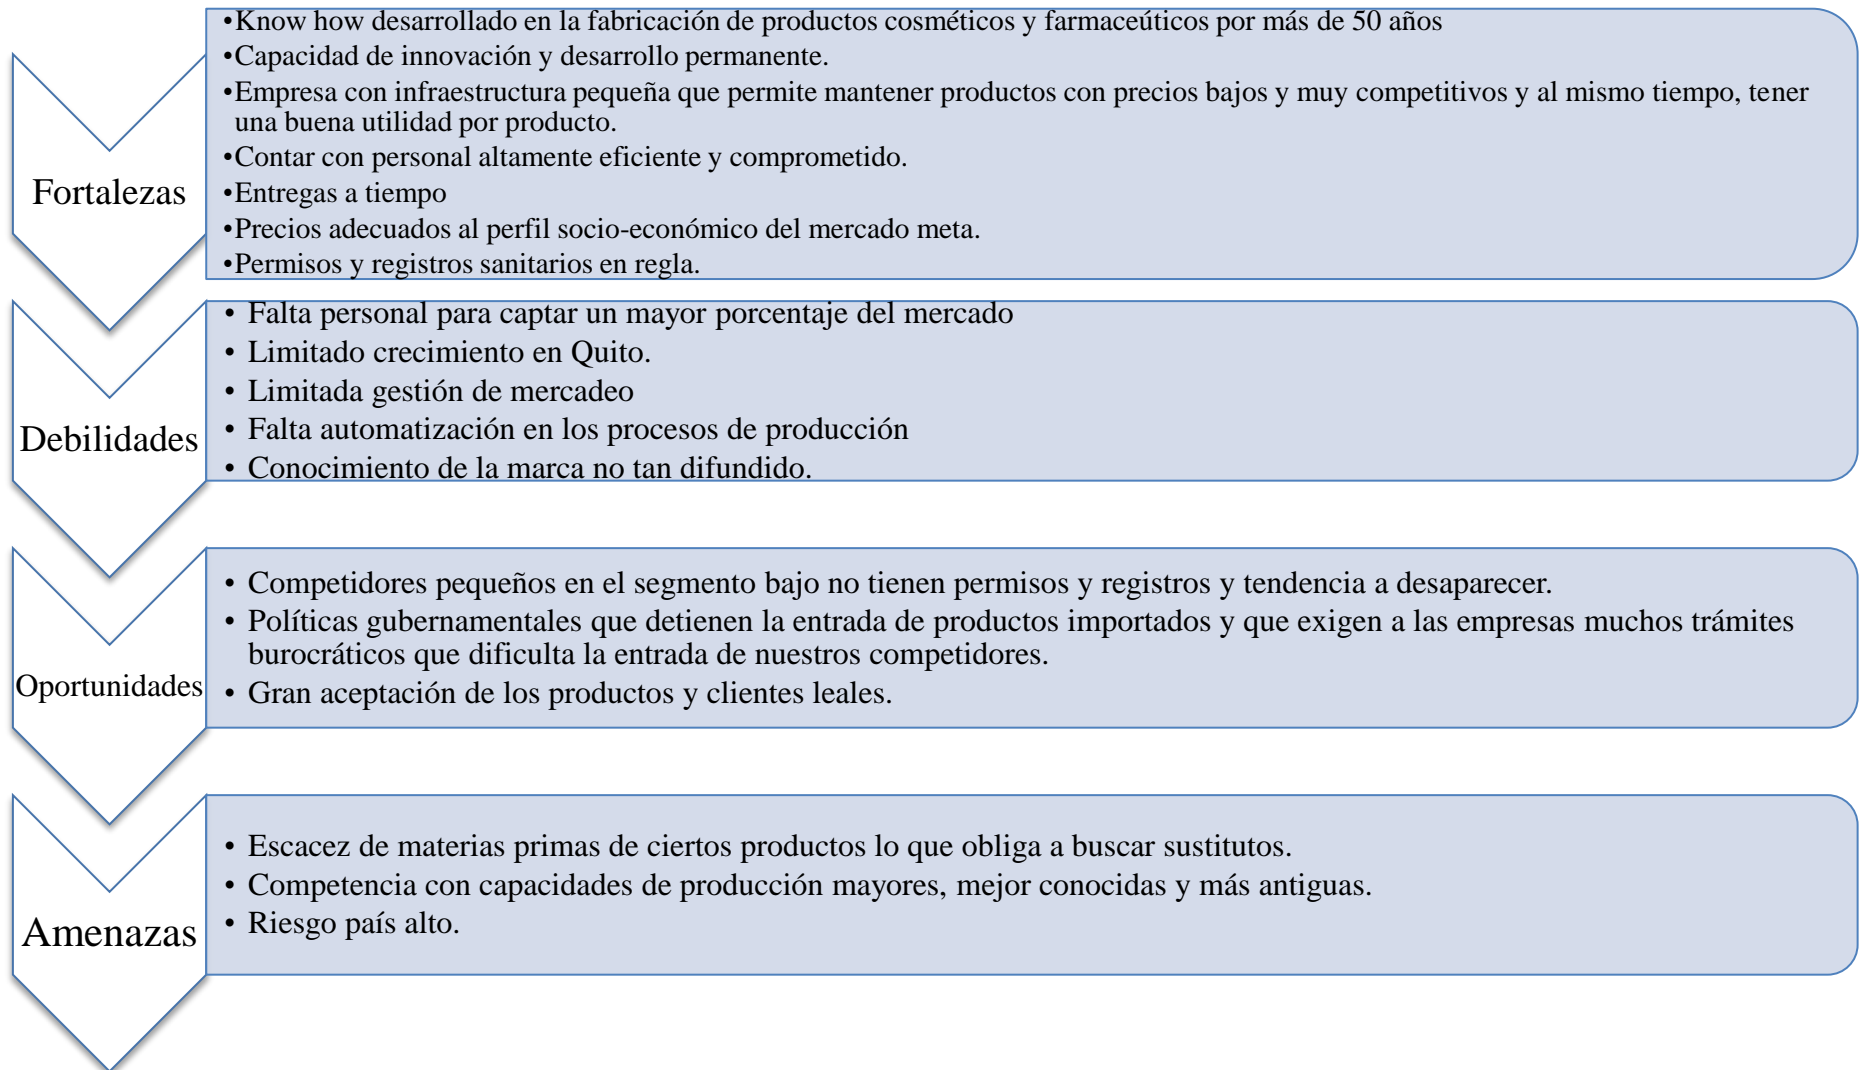 Fortalezas
•Know how desarrollado en la fabricación de productos cosméticos y farmaceúticos por más de 50 años
•Capacidad de innovación y desarrollo permanente.
•Empresa con infraestructura pequeña que permite mantener productos con precios bajos y muy competitivos y al mismo tiempo, tener
una buena utilidad por producto.
•Contar con personal altamente eficiente y comprometido.
•Entregas a tiempo
•Precios adecuados al perfil socio-económico del mercado meta.
•Permisos y registros sanitarios en regla.
Debilidades
• Falta personal para captar un mayor porcentaje del mercado
• Limitado crecimiento en Quito.
• Limitada gestión de mercadeo
• Falta automatización en los procesos de producción
• Conocimiento de la marca no tan difundido.
Oportunidades
• Competidores pequeños en el segmento bajo no tienen permisos y registros y tendencia a desaparecer.
• Políticas gubernamentales que detienen la entrada de productos importados y que exigen a las empresas muchos trámites
burocráticos que dificulta la entrada de nuestros competidores.
• Gran aceptación de los productos y clientes leales.
Amenazas
• Escacez de materias primas de ciertos productos lo que obliga a buscar sustitutos.
• Competencia con capacidades de producción mayores, mejor conocidas y más antiguas.
• Riesgo país alto.